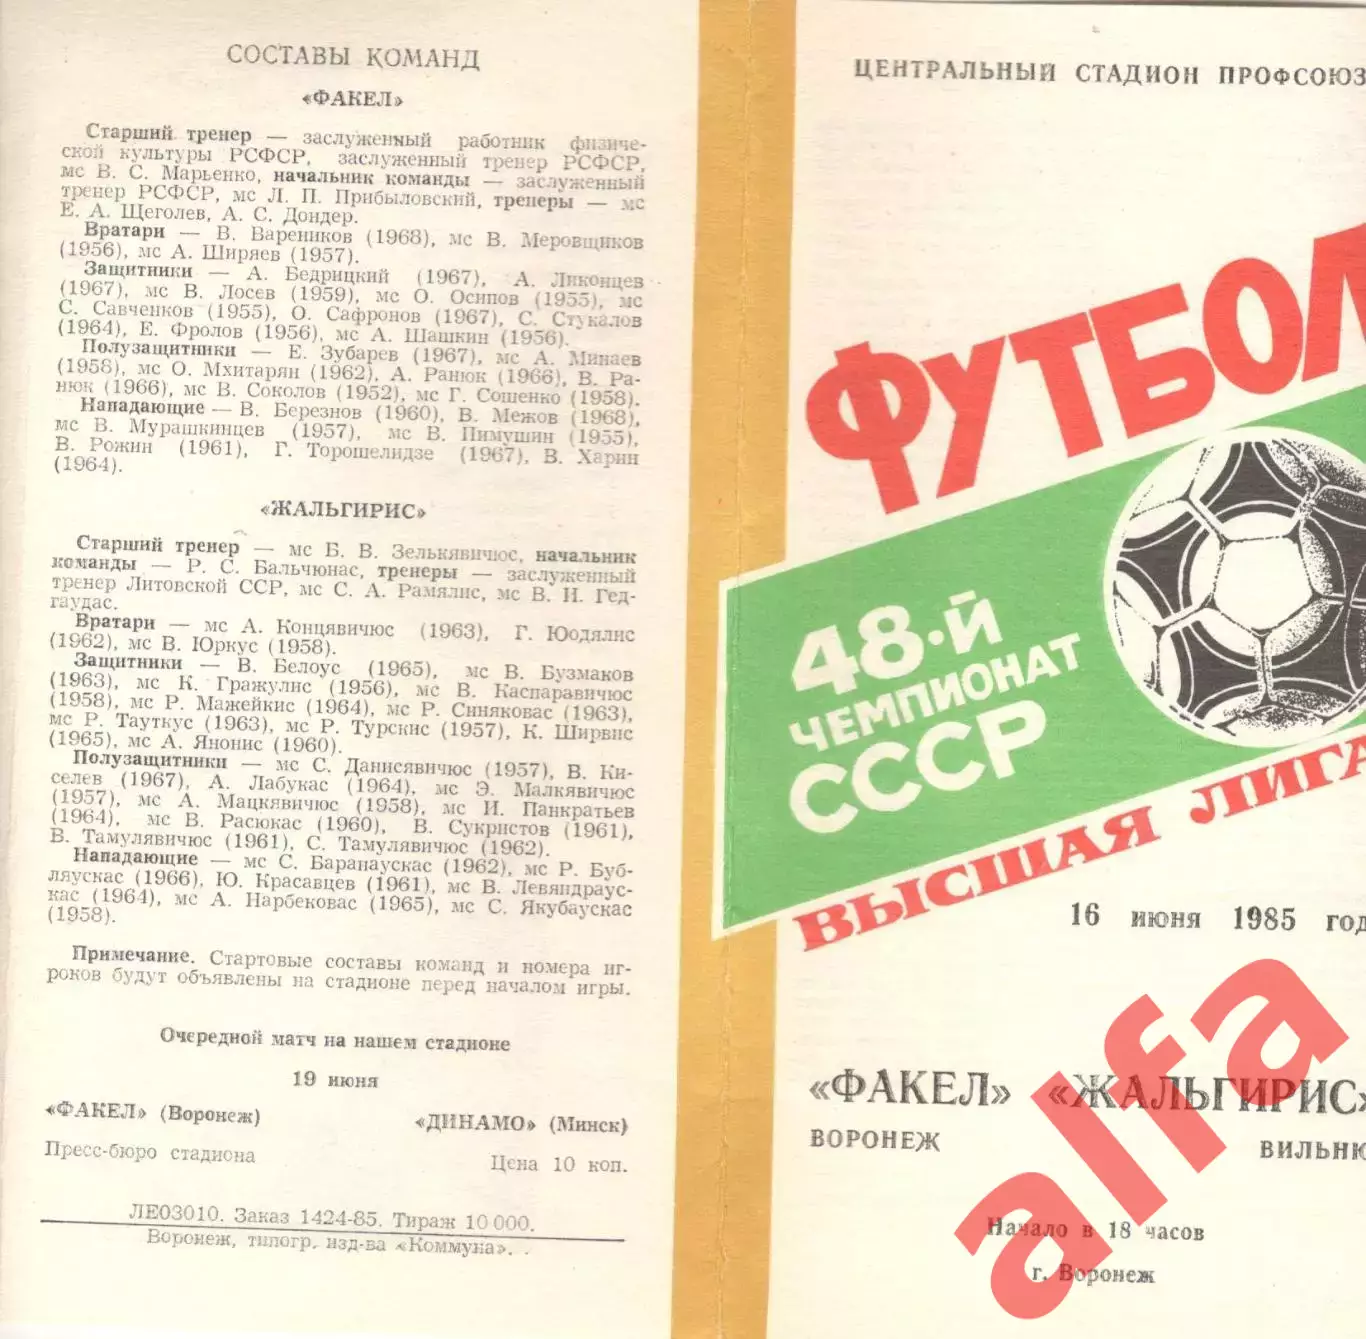 СОСТАВЫ КОМАНД
«ФАКЕЛ»
Старший тренер — заслуженный работник физиче-
ской культуры РСФСР, заслуженный тренер РСФСР,
мс В. С. Марьенко, начальник команды — заслуженный
тренер РСФСР, мс Л. П. Прибыловский, тренеры — мс
Е. А. Щеголев, А. С. Дондер.
Вратари — В. Вареников (1968), мс В. Меровщиков
(1956), мс А. Ширяев (1957).
Защитники — А. Бедрицкий (1967), А. Ликонцев
(1967), мс В. Лосев (1959), мс О. Осипов (1955), мс
С. Савченков (1955), О. Сафронов (1967), С. Стукалов
(1964), Е. Фролов (1956), мс А. Шашкин (1956).
Полузащитники — Е. Зубарев (1967), мс А. Минаев
(1958), мс О. Мхитарян (1962), А. Ранюк (1966), В. Ра-
нюк (1966), мс В. Соколов (1952), мс Г. Сошенко (1958).
Нападающие — В. Березнов (1960), В. Межов (1968),
мс В. Мурашкинцев (1957), мс В. Пимушин (1955),
В. Рожин (1961), Г. Торошелидзе (1967), В. Харин
(1964).
«ЖАЛЬГИРИС»
Старший тренер — мс Б. В. Зелькявичюс, начальник
команды — Р. С. Бальчюнас, тренеры — заслуженный
тренер Литовской ССР, мс С. А. Рамялис, мс В. И. Гед-
гаудас.
Вратари — мс А. Концявичюс (1963), Г. Юодялис
(1962), мс В. Юркус (1958).
Защитники — В. Белоус (1965), мс В. Бузмаков
(1963), мс К. Гражулис (1956), мс В. Каспаравичюс
(1958), мс Р. Мажейкис (1964), мс Р. Синяковас (1963),
мс Р. Тауткус (1963), мс Р. Турскис (1957), К. Ширвис
(1965), мс А. Янонис (1960).
Полузащитники — мс С. Данисявичюс (1957), В. Ки-
селев (1967), А. Лабукас (1964), мс Э. Малкявичюс
(1957), мс А. Мацкявичюс (1958), мс И. Панкратьев
(1964), мс В. Расюкас (1960), В. Сукристов (1961),
В. Тамулявичюс (1961), С. Тамулявичюс (1962).
Нападающие — мс С. Баранаускас (1962), мс Р. Буб-
ляускас (1966), Ю. Красавцев (1961), мс В. Левяндраус-
кас (1964), мс А. Нарбековас (1965), мс С. Якубаускас
(1958).
Примечание. Стартовые составы команд и номера иг-
роков будут объявлены на стадионе перед началом игры.
Очередной матч на нашем стадионе
19 июня
«ФАКЕЛ» (Воронеж)
«ДИНАМО» (Минск)
Пресс-бюро стадиона
Цена 10 коп.
ЛЕ03010. Заказ 1424-85. Тираж 10 000.
Воронеж, типогр. изд-ва «Коммуна».
ЦЕНТРАЛЬНЫЙ СТАДИОН ПРОФСОЮЗ
ФУТБОЛ
48-й
ЧЕМПИОНАТ
СССР
ВЫСШАЯ ЛИГА
16 июня 1985 год
«ФАКЕЛ» «ЖАЛЬГИРИС»
ВОРОНЕЖ ВИЛЬНЮ
Начало в 18 часов
г. Воронеж
alfa